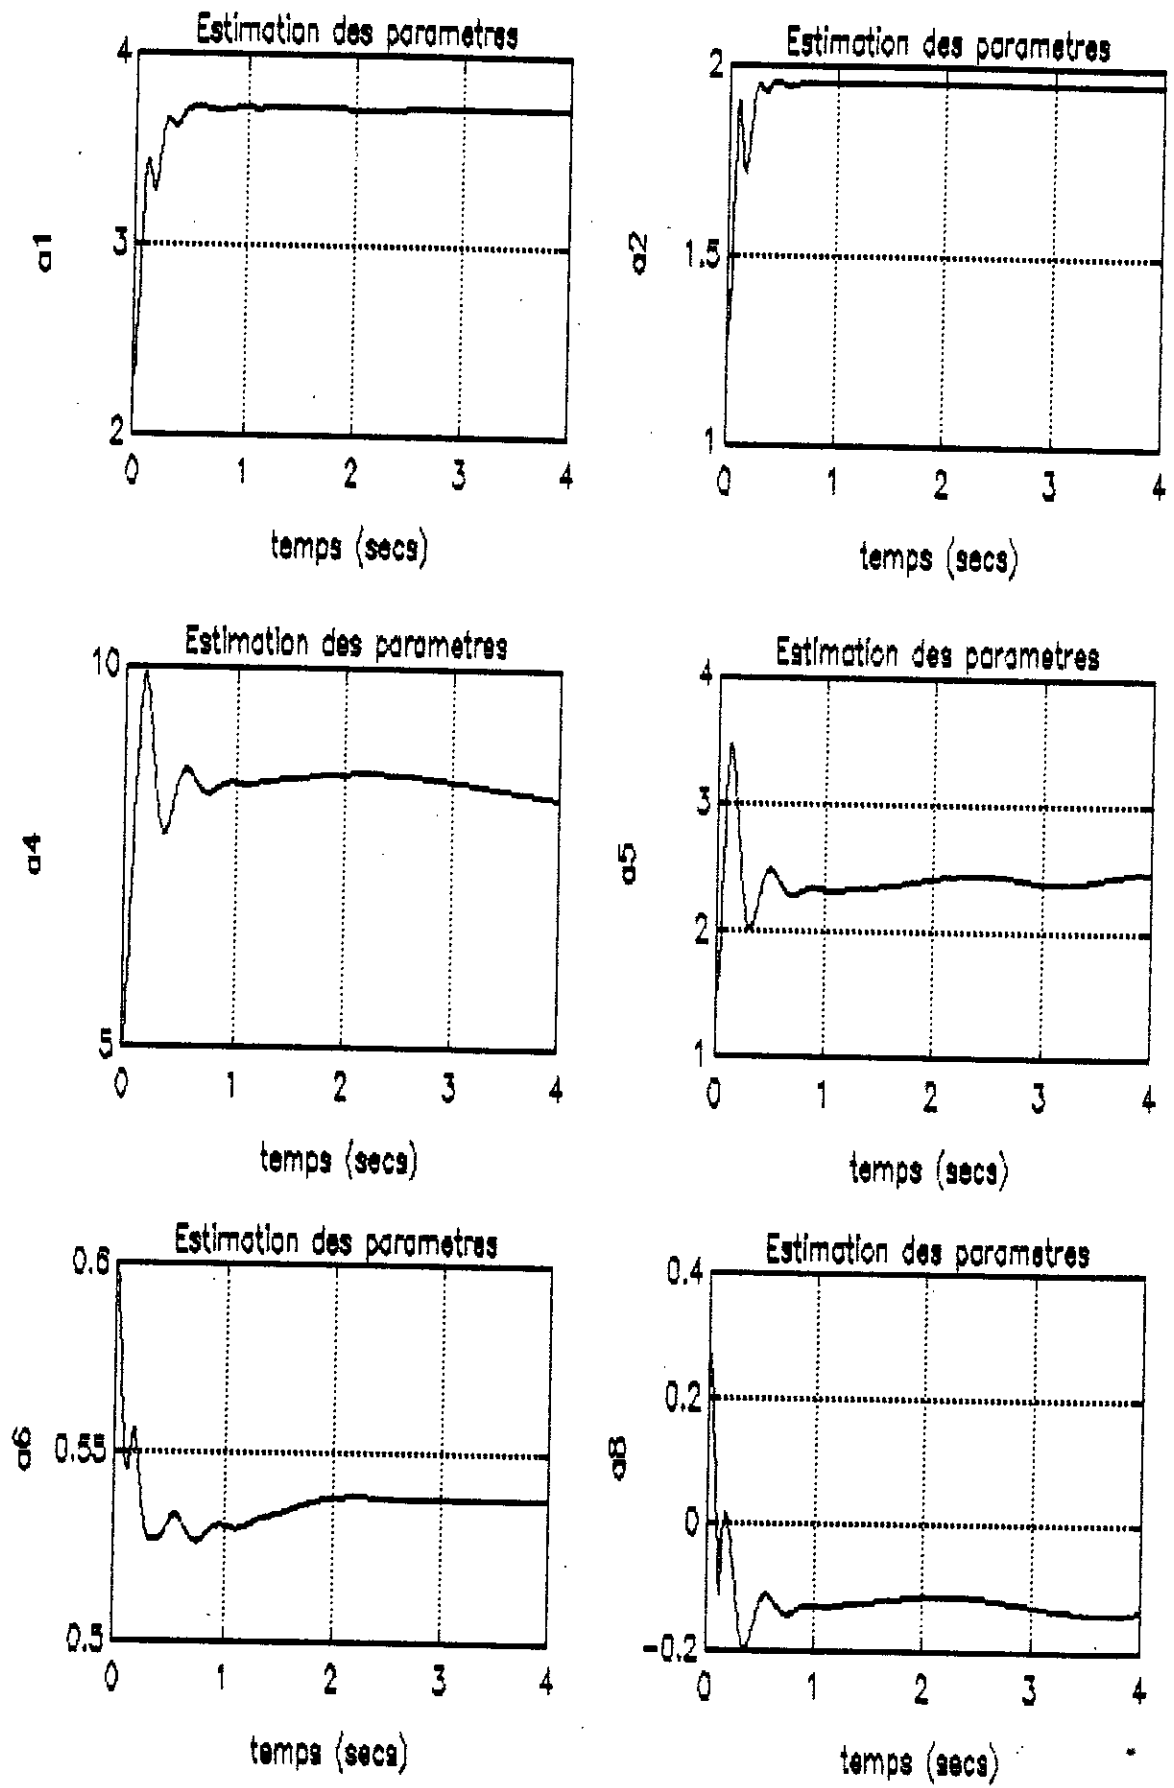 Estimation des parametres
4
3
2
a1
0 1 2 3 4
temps (secs)
Estimation des parametres
2
1.5
1
a2
0 1 2 3 4
temps (secs)
Estimation des parametres
10
5
a4
0 1 2 3 4
temps (secs)
Estimation des parametres
4
3
2
1
a5
0 1 2 3 4
temps (secs)
Estimation des parametres
0.6
0.55
0.5
a6
0 1 2 3 4
temps (secs)
Estimation des parametres
0.4
0.2
0
-0.2
a8
0 1 2 3 4
temps (secs)